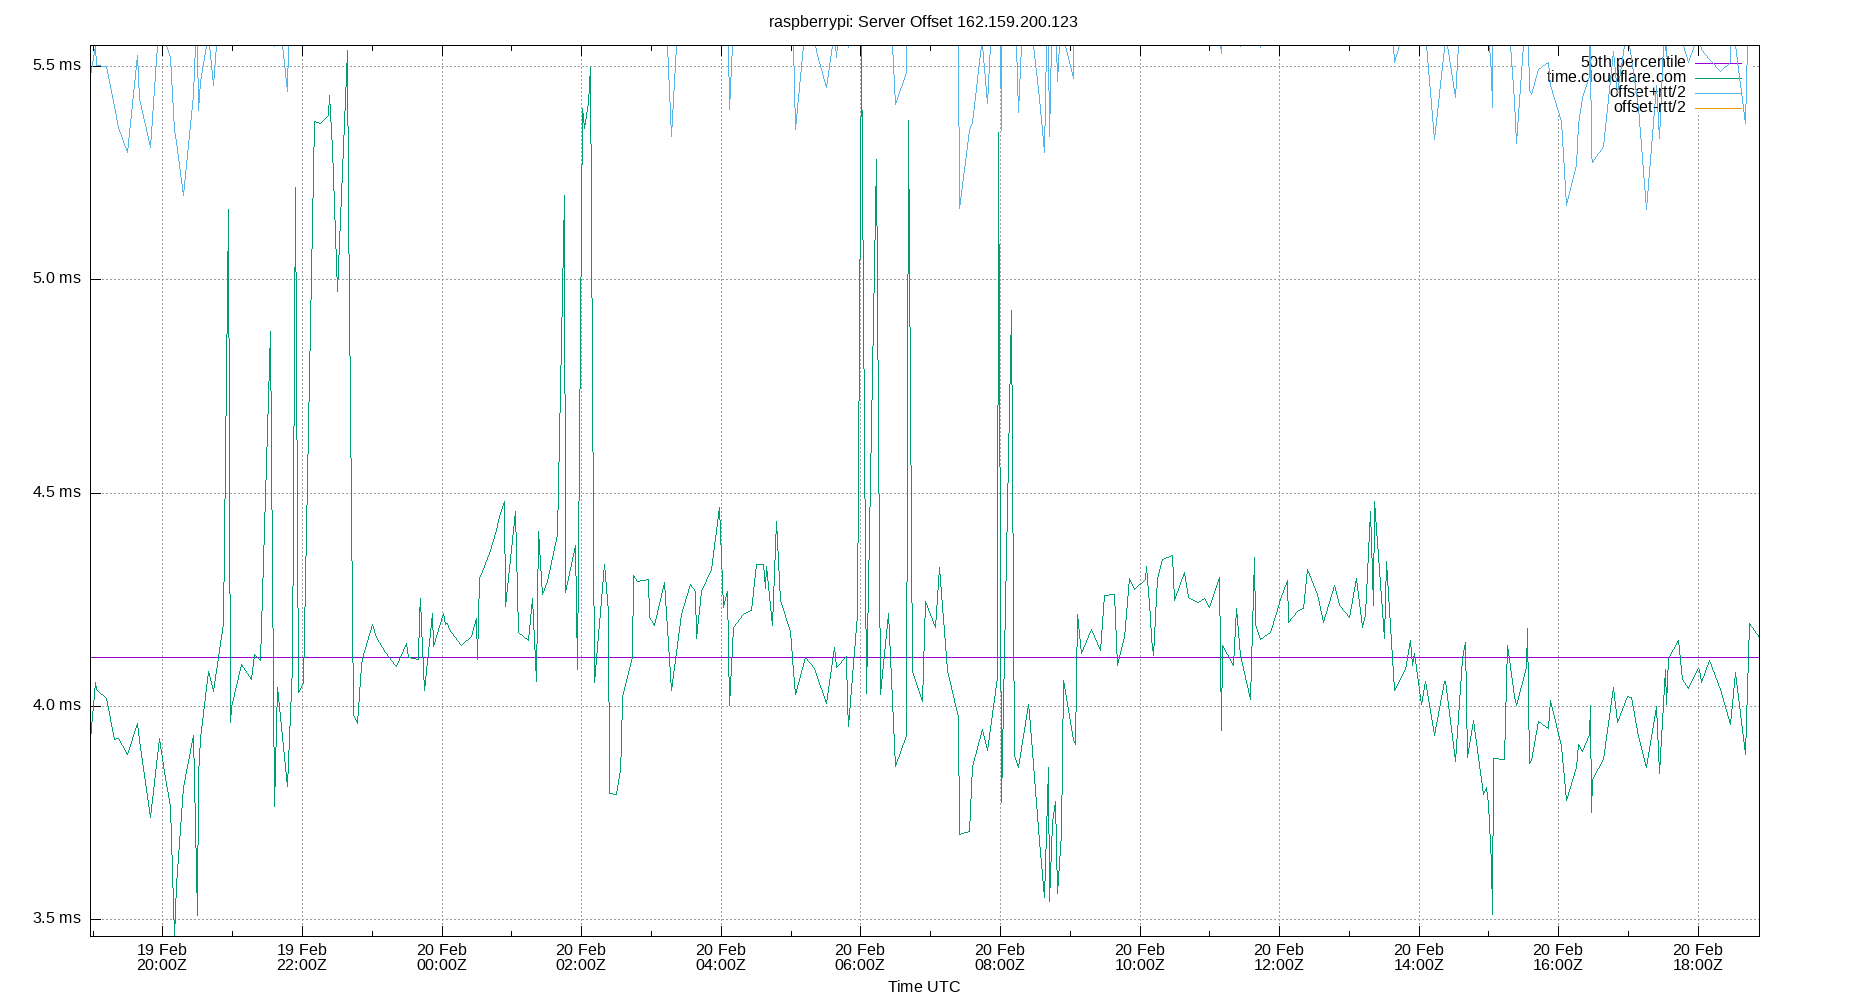 raspberrypi: Server Offset 162.159.200.123
50th percentile
time.cloudflare.com
offset+rtt/2
offset-rtt/2
5.5 ms
5.0 ms
4.5 ms
4.0 ms
3.5 ms
19 Feb
20:00Z
19 Feb
22:00Z
20 Feb
00:00Z
20 Feb
02:00Z
20 Feb
04:00Z
20 Feb
06:00Z
20 Feb
08:00Z
20 Feb
10:00Z
20 Feb
12:00Z
20 Feb
14:00Z
20 Feb
16:00Z
20 Feb
18:00Z
Time UTC